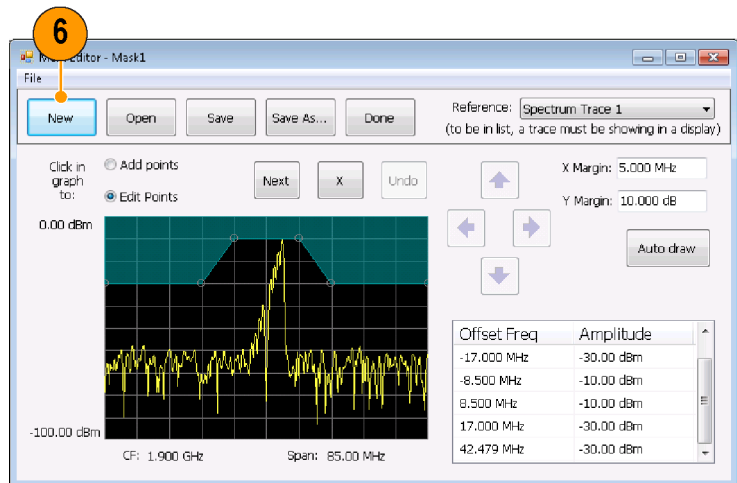 6
Mask Editor - Mask1
File
New Open Save Save As... Done
Reference: Spectrum Trace 1
(to be in list, a trace must be showing in a display)
Click in graph to:
Add points
Edit Points
Next X Undo
X Margin: 5.000 MHz
Y Margin: 10.000 dB
Auto draw
0.00 dBm
-100.00 dBm
CF: 1.900 GHz Span: 85.00 MHz
Offset Freq Amplitude
-17.000 MHz -30.00 dBm
-8.500 MHz -10.00 dBm
8.500 MHz -10.00 dBm
17.000 MHz -30.00 dBm
42.479 MHz -30.00 dBm